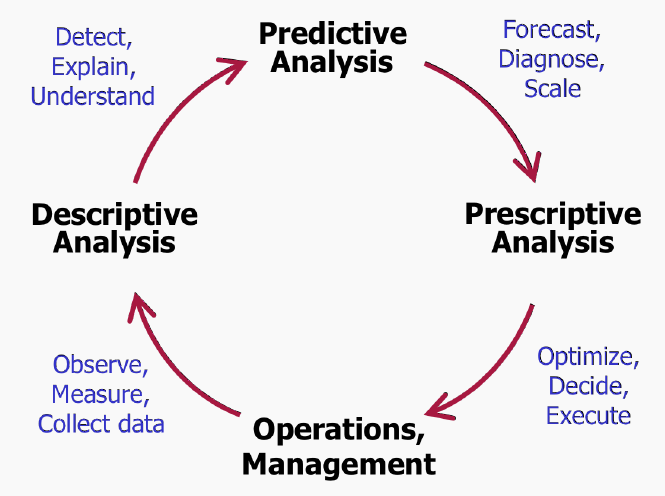 Detect,
Explain,
Understand
Predictive
Analysis
Forecast,
Diagnose,
Scale
Descriptive
Analysis
Prescriptive
Analysis
Observe,
Measure,
Collect data
Operations,
Management
Optimize,
Decide,
Execute